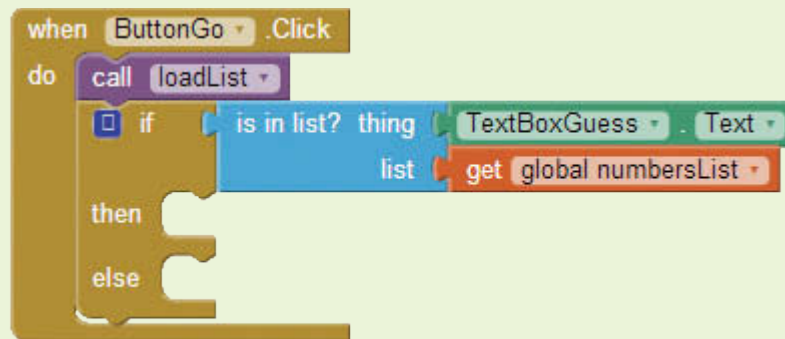 when ButtonGo .Click
do call loadList
if is in list? thing TextBoxGuess . Text
list get global numbersList
then
else